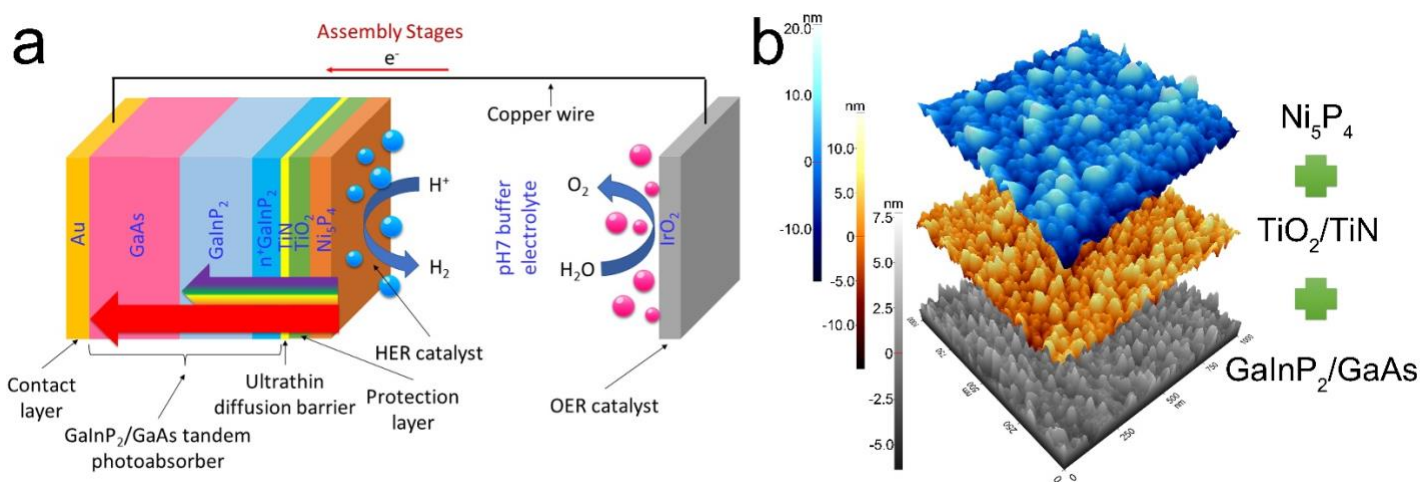 a
Assembly Stages
e⁻
Copper wire
Au
GaAs
GaInP₂
n⁺GaInP₂
TiN
TiO₂
Ni₅P₄
H⁺
H₂
pH7 buffer
electrolyte
O₂
H₂O
IrO₂
HER catalyst
OER catalyst
Contact
layer
Ultrathin
diffusion barrier
Protection
layer
GaInP₂/GaAs tandem
photoabsorber
b
nm
20.0
10.0
0
-10.0
nm
10.0
5.0
0
-5.0
-10.0
nm
7.5
5.0
2.5
0
-2.5
-5.0
250
0
0
250
500
nm
750
1000
Ni₅P₄
TiO₂/TiN
GaInP₂/GaAs